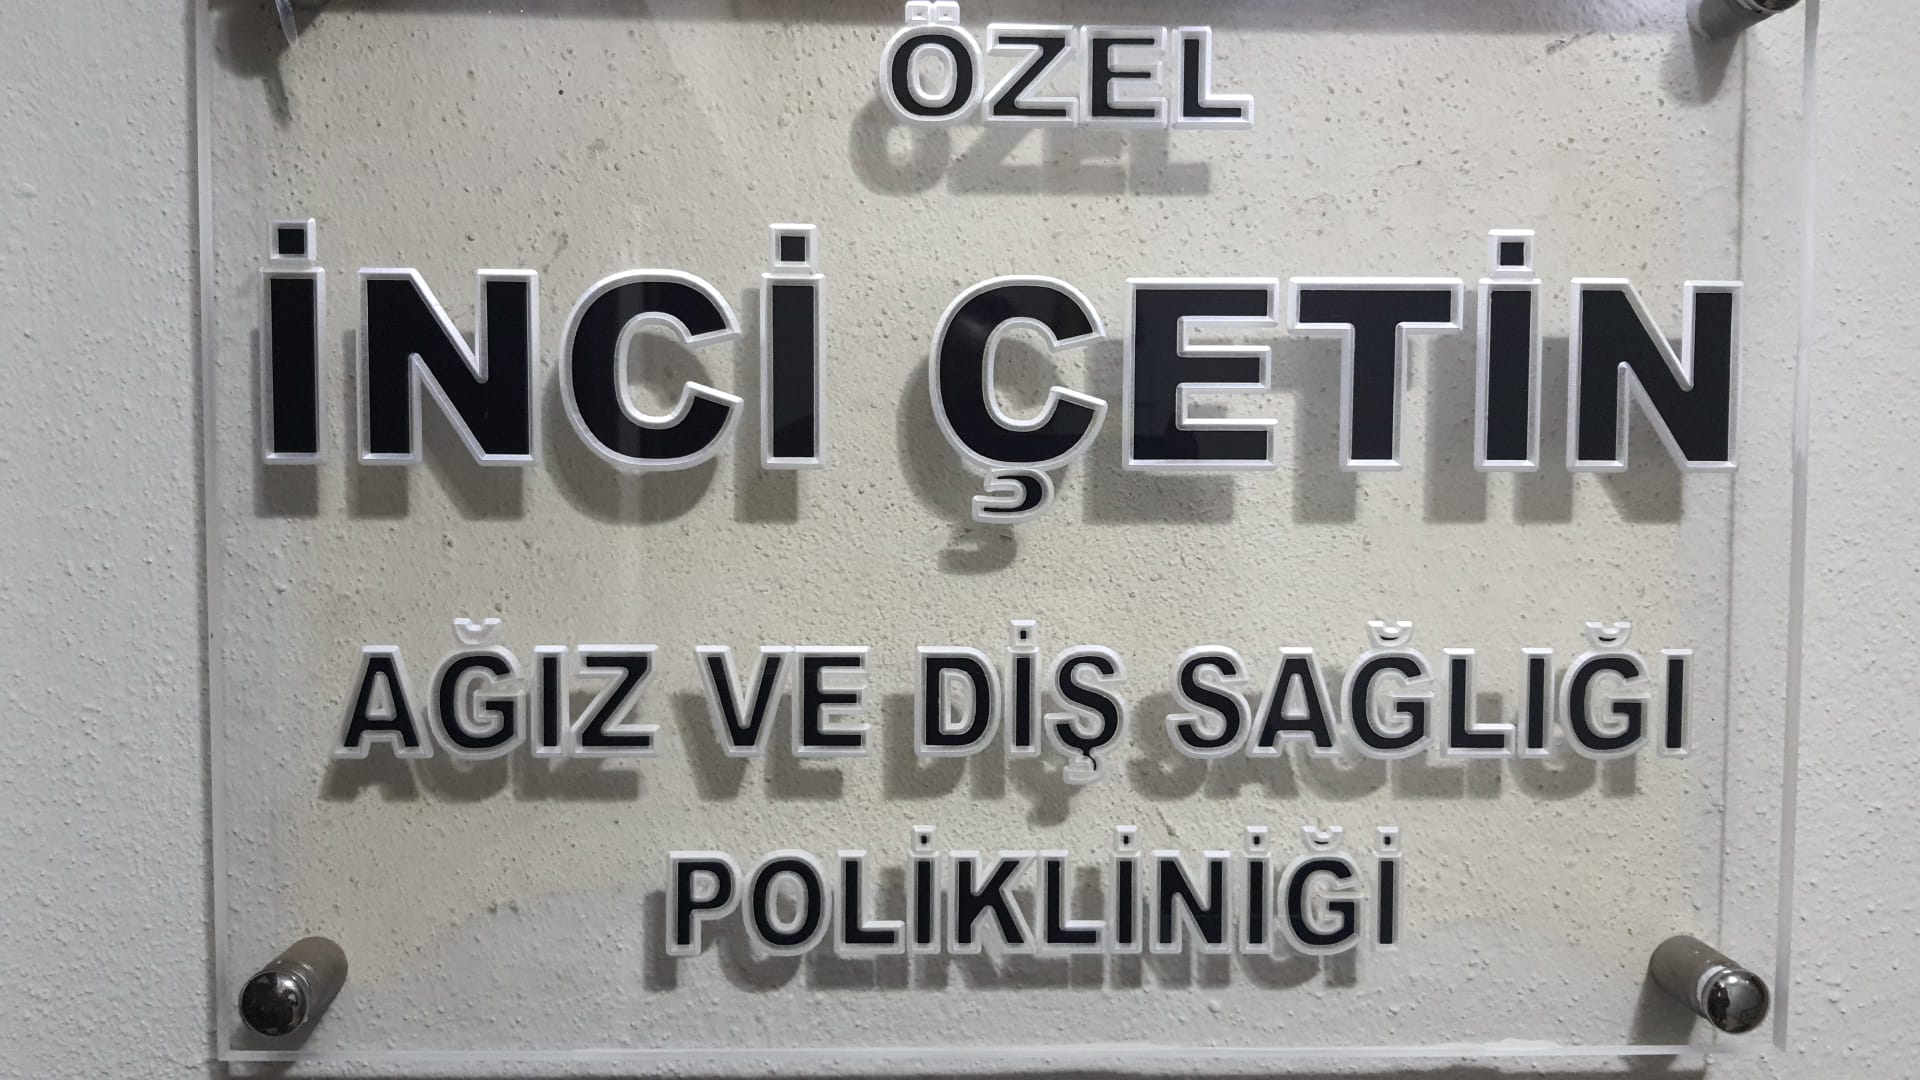 ÖZEL
İNCİ ÇETİN
AĞIZ VE DİŞ SAĞLIĞI
POLİKLİNİĞİ